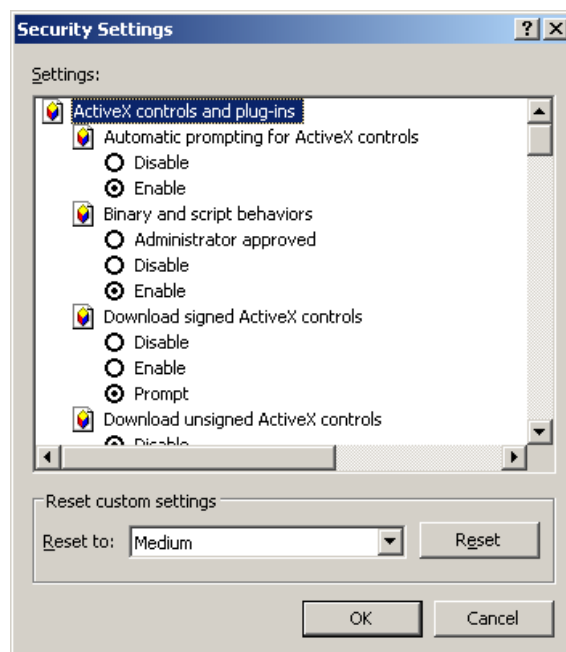 Security Settings
Settings:
ActiveX controls and plug-ins
Automatic prompting for ActiveX controls
Disable
Enable
Binary and script behaviors
Administrator approved
Disable
Enable
Download signed ActiveX controls
Disable
Enable
Prompt
Download unsigned ActiveX controls
Disable
Reset custom settings
Reset to: Medium Reset
OK Cancel